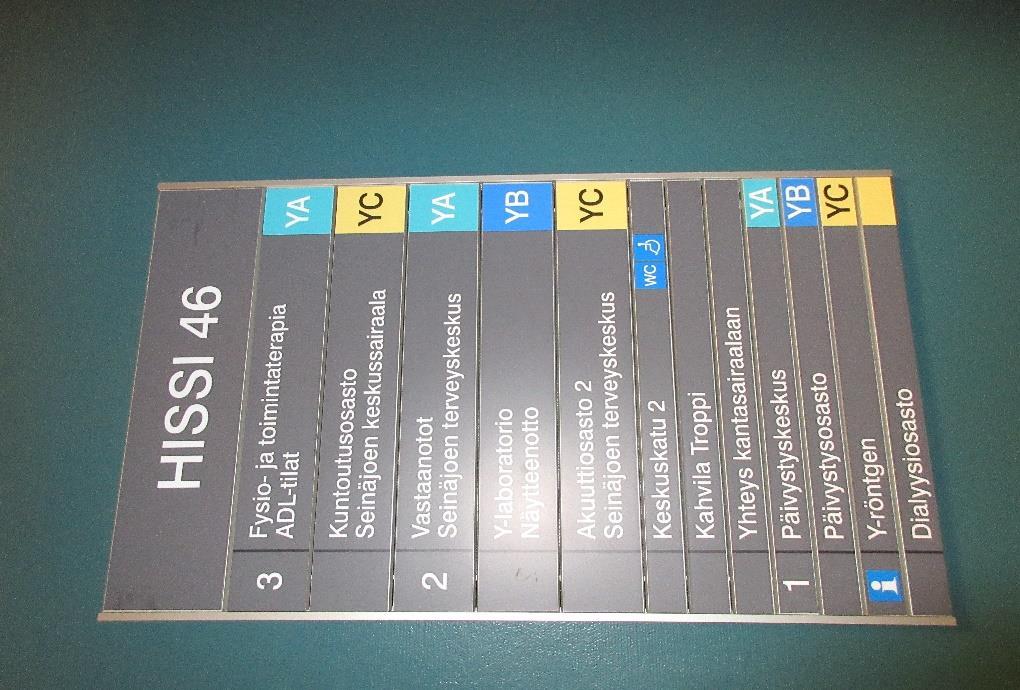 HISSI 46
3 Fysio- ja toimintaterapia YA
ADL-tilat
Kuntoutusosasto YC
Seinäjoen keskussairaala
2 Vastaanotot YA
Seinäjoen terveyskeskus
Y-laboratorio YB
Näytteenotto
Akuuttiosasto 2 YC
Seinäjoen terveyskeskus
Keskuskatu 2 WC
Kahvila Troppi
Yhteys kantasairaalaan
1 Päivystyskeskus YA
Päivystysosasto YB
i Y-röntgen YC
Dialyysiosasto